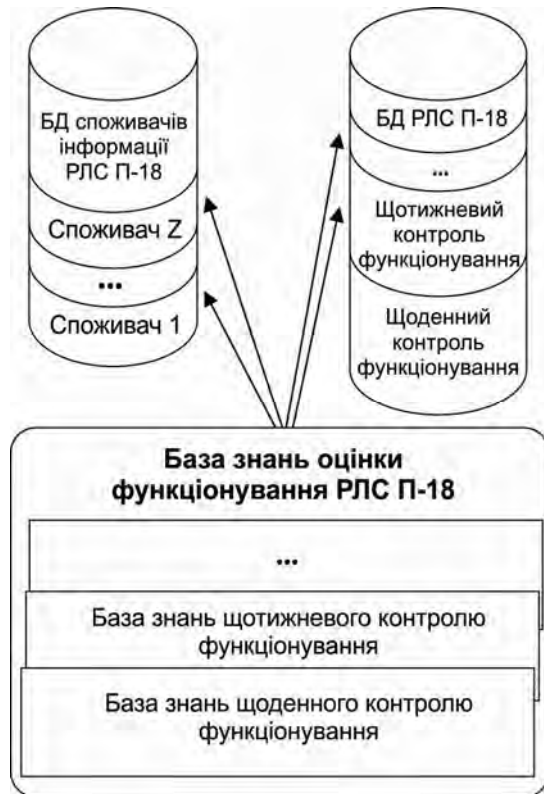 БД споживачів
інформації
РЛС П-18
Споживач Z
...
Споживач 1
БД РЛС П-18
...
Щотижневий
контроль
функціонування
Щоденний
контроль
функціонування
База знань оцінки
функціонування РЛС П-18
...
База знань щотижневого контролю
функціонування
База знань щоденного контролю
функціонування